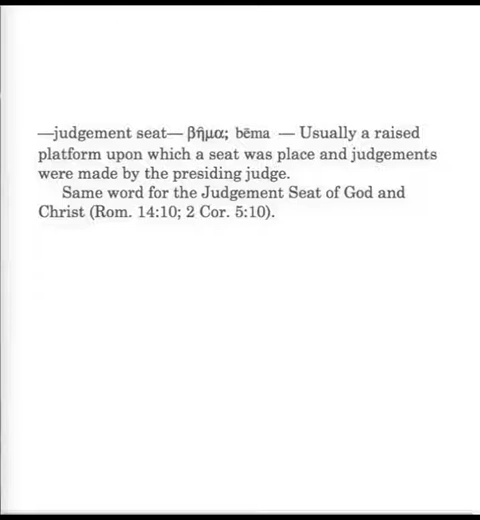 —judgement seat— βῆμα; bēma — Usually a raised
platform upon which a seat was place and judgements
were made by the presiding judge.
Same word for the Judgement Seat of God and
Christ (Rom. 14:10; 2 Cor. 5:10).